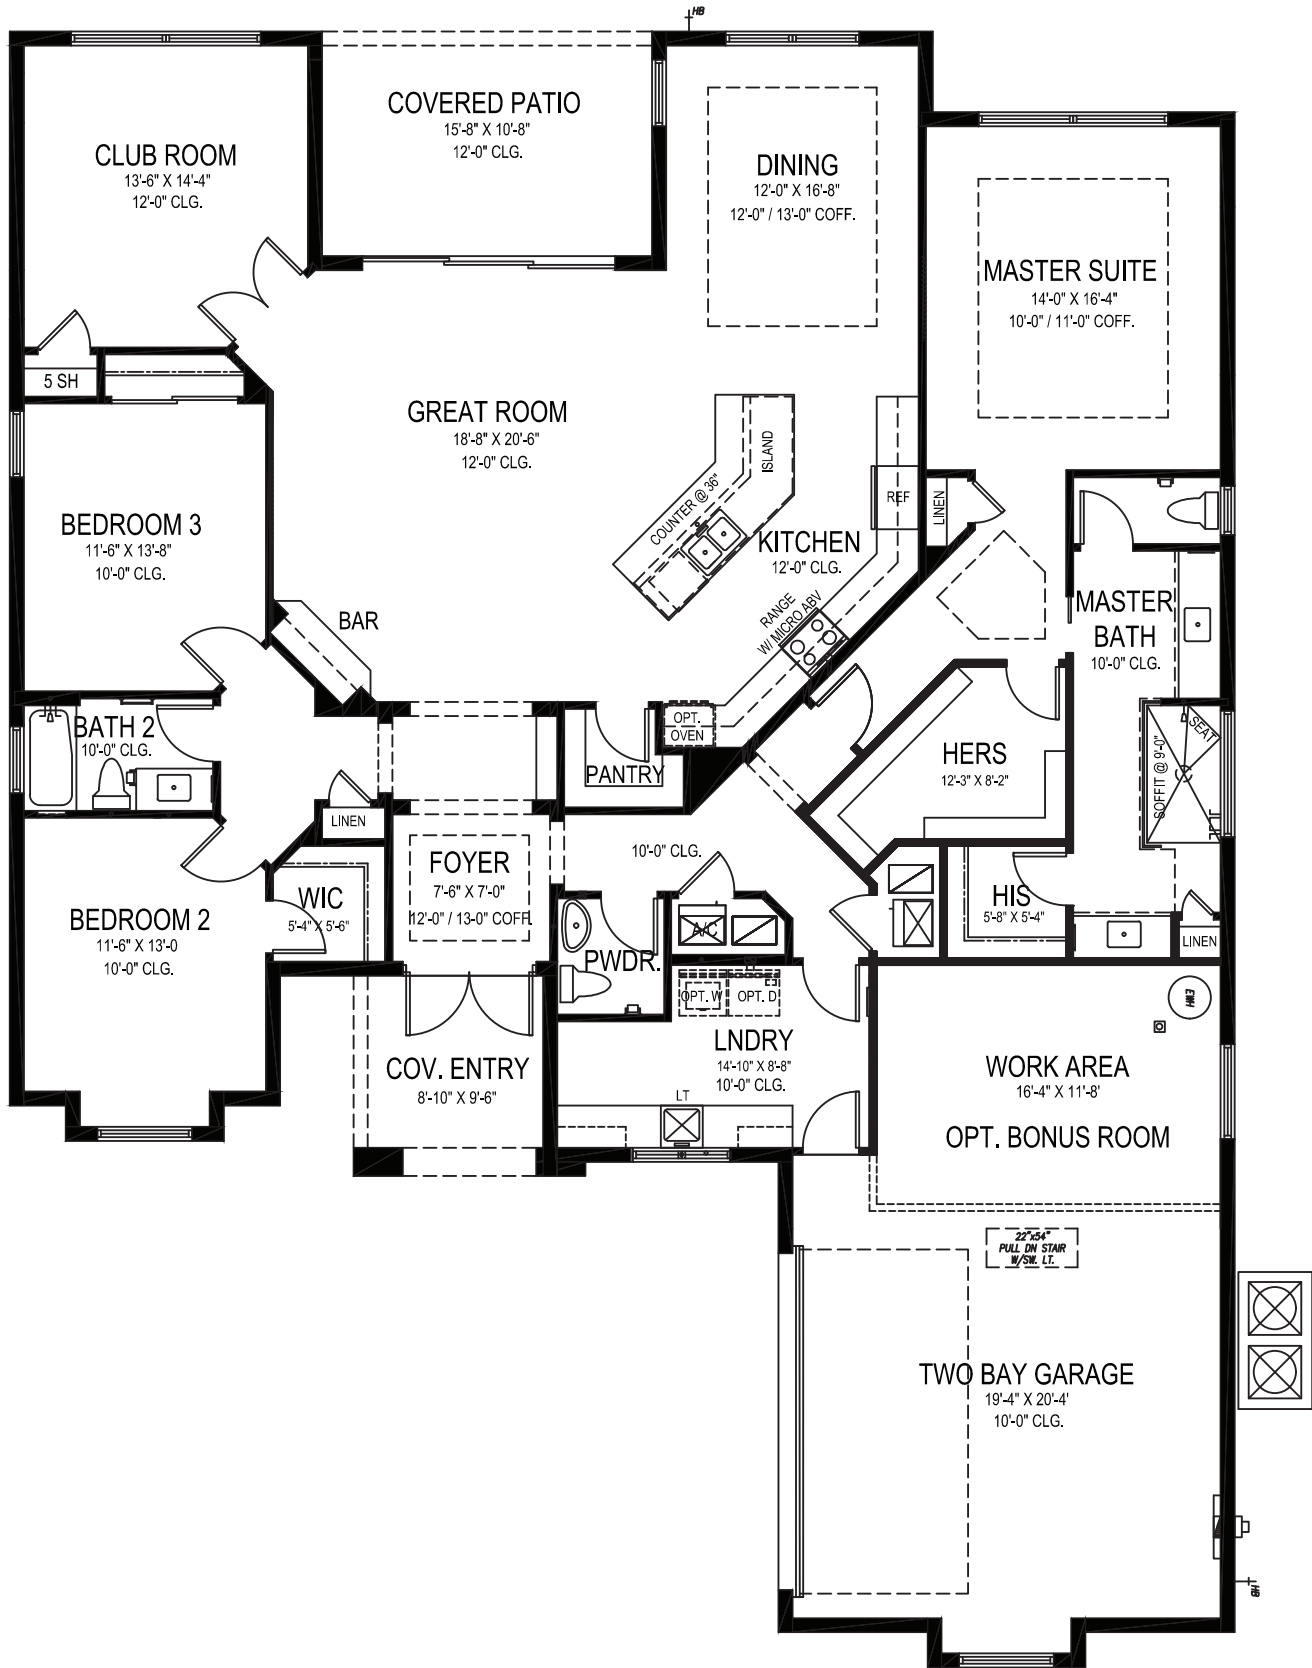 HB
COVERED PATIO
15'-8" X 10'-8"
12'-0" CLG.
CLUB ROOM
13'-6" X 14'-4"
12'-0" CLG.
DINING
12'-0" X 16'-8"
12'-0" / 13'-0" COFF.
MASTER SUITE
14'-0" X 16'-4"
10'-0" / 11'-0" COFF.
5 SH
GREAT ROOM
18'-8" X 20'-6"
12'-0" CLG.
ISLAND
COUNTER @ 36"
REF
LINEN
BEDROOM 3
11'-6" X 13'-8"
10'-0" CLG.
KITCHEN
12'-0" CLG.
RANGE
W/ MICRO ABV
BAR
MASTER
BATH
10'-0" CLG.
BATH 2
10'-0" CLG.
OPT.
OVEN
PANTRY
SEAT
SOFFIT @ 9'-0"
HERS
12'-3" X 8'-2"
LINEN
FOYER
7'-6" X 7'-0"
12'-0" / 13'-0" COFF.
10'-0" CLG.
WIC
5'-4" X 5'-6"
HIS
5'-8" X 5'-4"
BEDROOM 2
11'-6" X 13'-0
10'-0" CLG.
A/C
LINEN
PWDR.
OPT. W
OPT. D
EWH
LNDRY
14'-10" X 8'-8"
10'-0" CLG.
LT
COV. ENTRY
8'-10" X 9'-6"
WORK AREA
16'-4" X 11'-8'
OPT. BONUS ROOM
22"x54"
PULL DN STAIR
W/SW. LT.
TWO BAY GARAGE
19'-4" X 20'-4'
10'-0" CLG.
HB